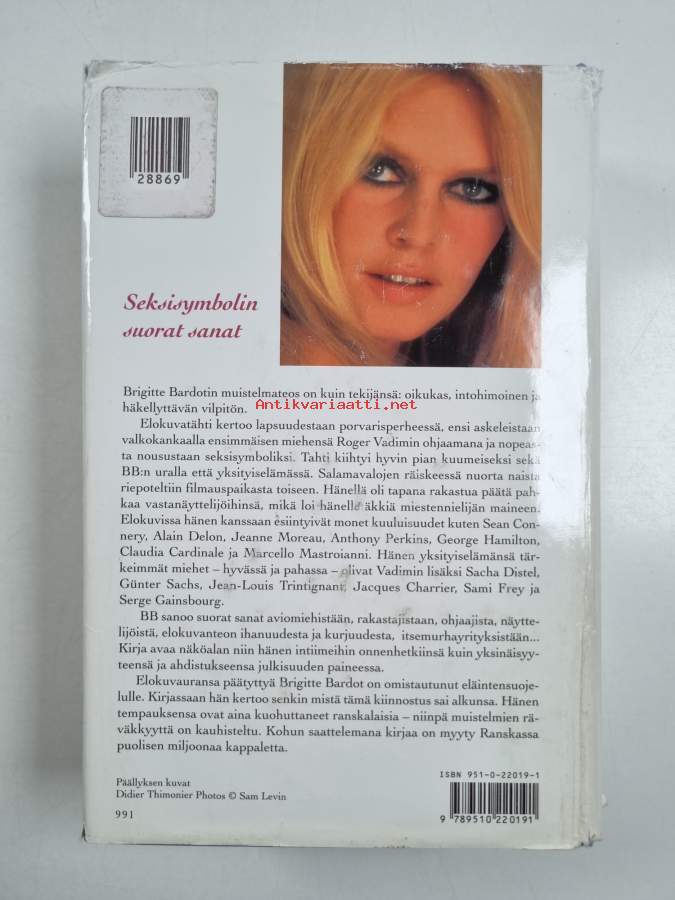 28869
Seksisymbolin
suorat sanat
Brigitte Bardotin muistelmateos on kuin tekijänsä: oikukas, intohimoinen ja
häkellyttävän vilpitön.
Antikvariaatti.net
Elokuvatähti kertoo lapsuudestaan porvarisperheessä, ensi askeleistaan
valkokankaalla ensimmäisen miehensä Roger Vadimin ohjaamana ja nopeas-
ta nousustaan seksisymboliksi. Tahti kiihtyi hyvin pian kuumeiseksi sekä
BB:n uralla että yksityiselämässä. Salamavalojen räiskeessä nuorta naista
riepoteltiin filmauspaikasta toiseen. Hänellä oli tapana rakastua päätä pah-
kaa vastanäyttelijöihinsä, mikä loi hänelle äkkiä miestennielijän maineen.
Elokuvissa hänen kanssaan esiintyivät monet kuuluisuudet kuten Sean Con-
nery, Alain Delon, Jeanne Moreau, Anthony Perkins, George Hamilton,
Claudia Cardinale ja Marcello Mastroianni. Hänen yksityiselämänsä tär-
keimmät miehet – hyvässä ja pahassa – olivat Vadimin lisäksi Sacha Distel,
Günter Sachs, Jean-Louis Trintignant, Jacques Charrier, Sami Frey ja
Serge Gainsbourg.
BB sanoo suorat sanat aviomiehistään, rakastajistaan, ohjaajista, näytte-
lijöistä, elokuvanteon ihanuudesta ja kurjuudesta, itsemurhayrityksistään...
Kirja avaa näköalan niin hänen intiimeihin onnenhetkiinsä kuin yksinäisyy-
teensä ja ahdistukseensa julkisuuden paineessa.
Elokuvauransa päätyttyä Brigitte Bardot on omistautunut eläintensuoje-
lulle. Kirjassaan hän kertoo senkin mistä tämä kiinnostus sai alkunsa. Hänen
tempauksensa ovat aina kuohuttaneet ranskalaisia – niinpä muistelmien rä-
väkkyyttä on kauhisteltu. Kohun saattelemana kirjaa on myyty Ranskassa
puolisen miljoonaa kappaletta.
Päällyksen kuvat
Didier Thimonier Photos © Sam Levin
991
ISBN 951-0-22019-1
9 789510 220191